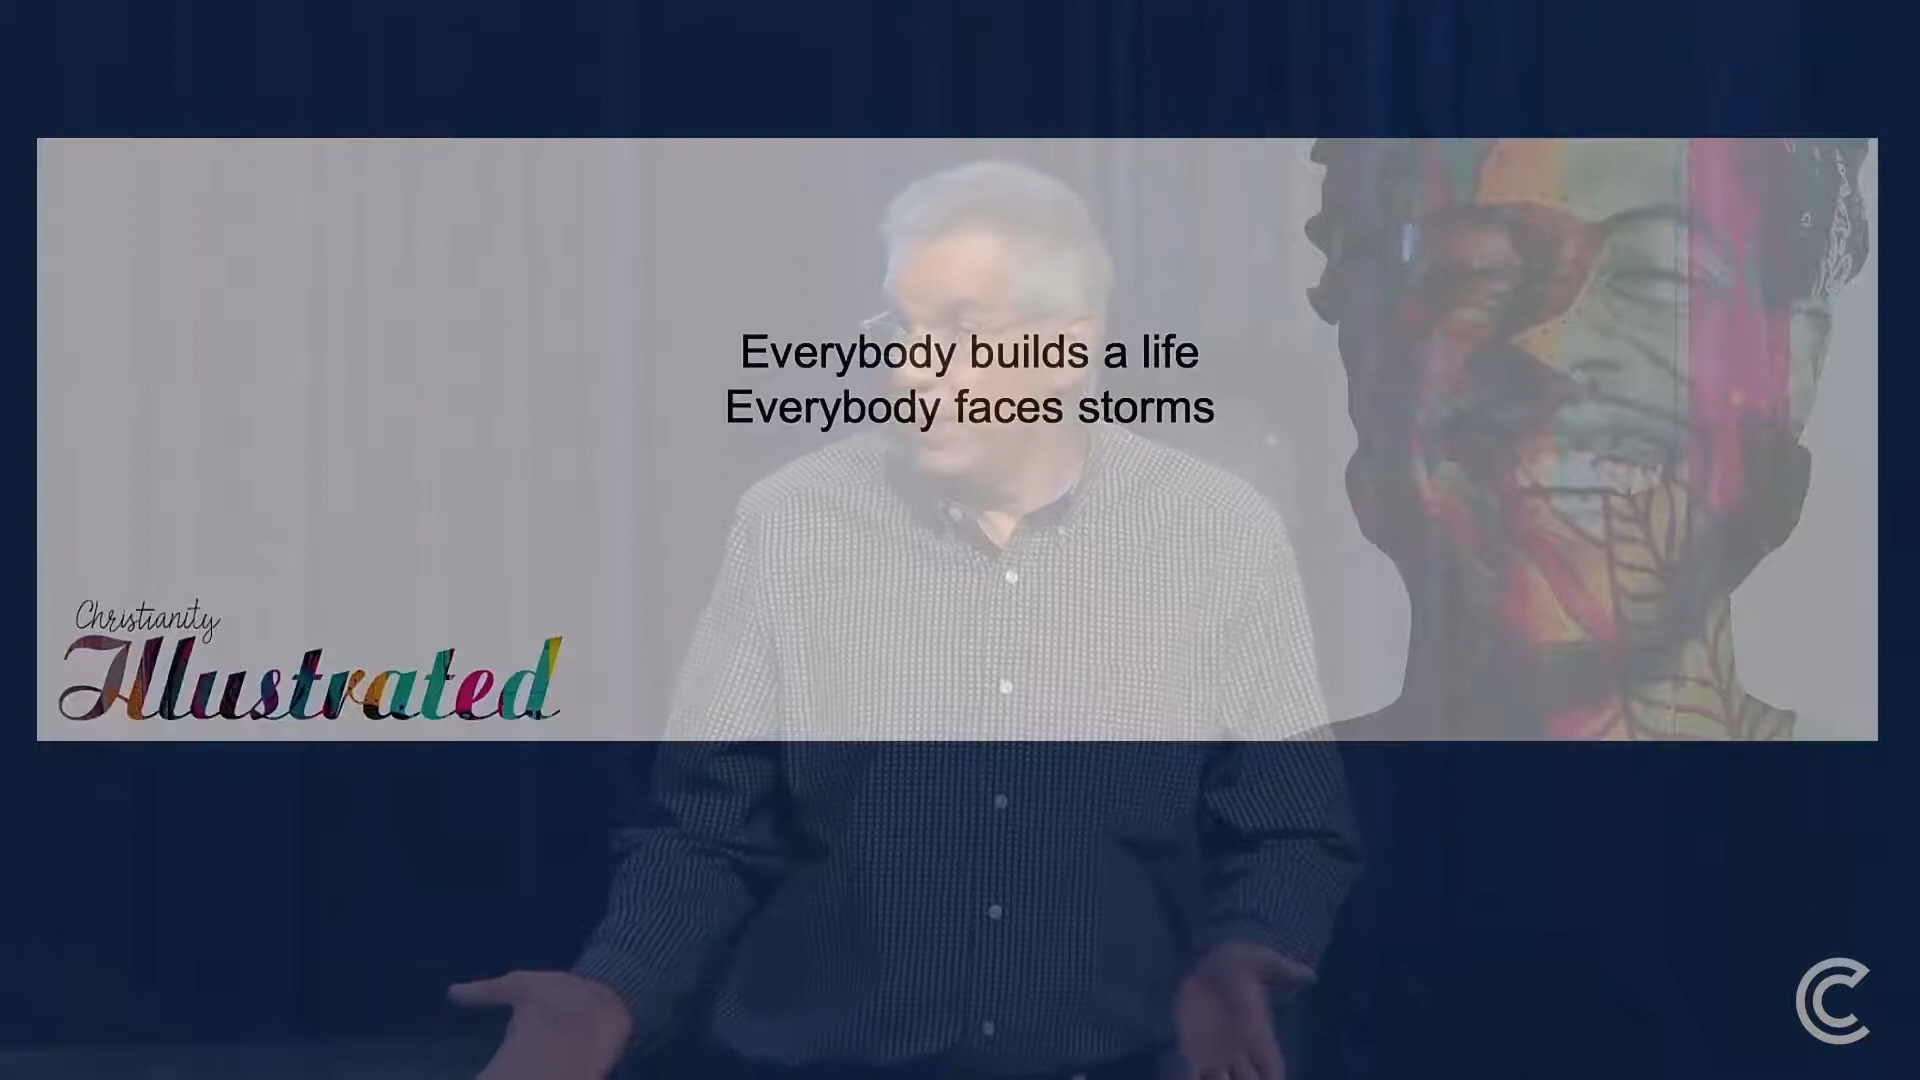 Everybody builds a life
Everybody faces storms
Christianity
Illustrated